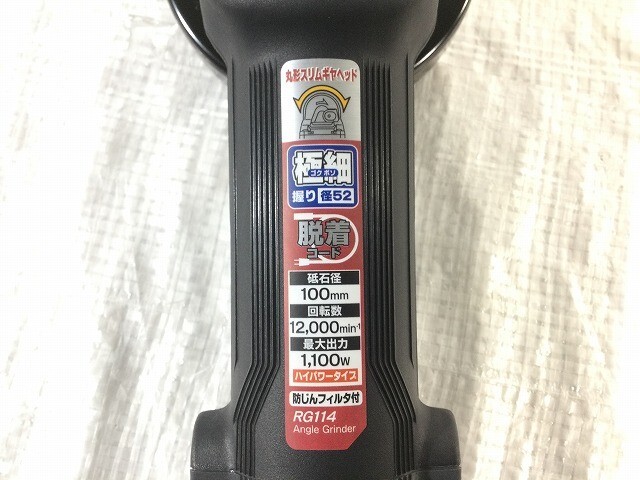 丸形スリムギヤヘッド
極細
ゴクボソ
握り 径52
脱着
コード
砥石径
100mm
回転数
12,000min⁻¹
最大出力
1,100W
ハイパワータイプ
防じんフィルタ付
RG114
Angle Grinder